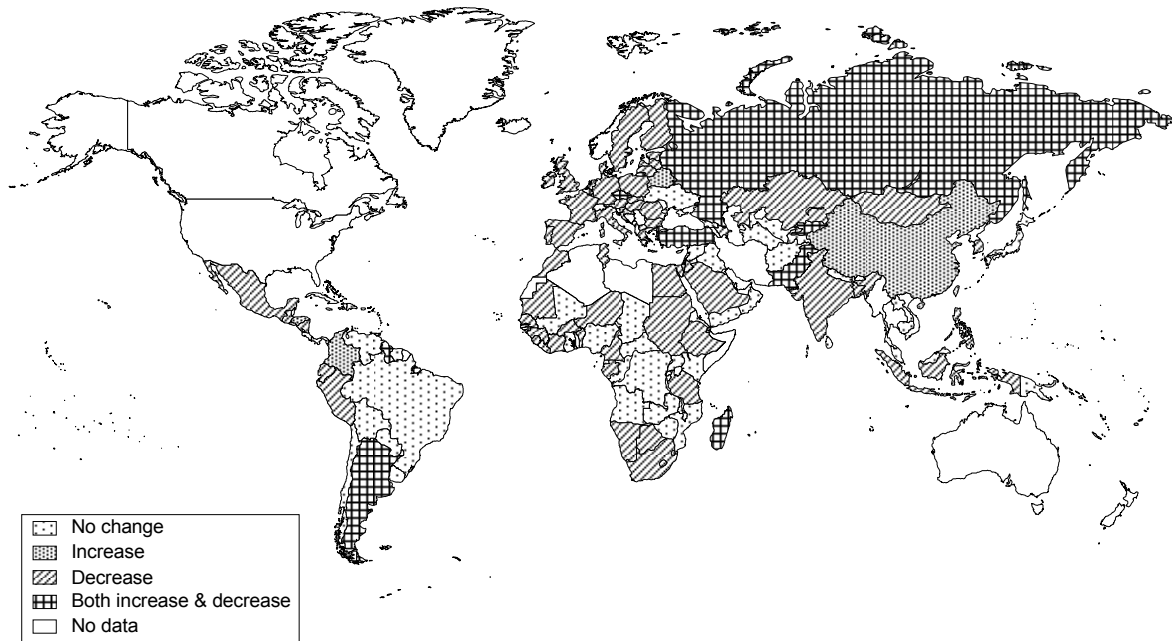 No change
Increase
Decrease
Both increase & decrease
No data